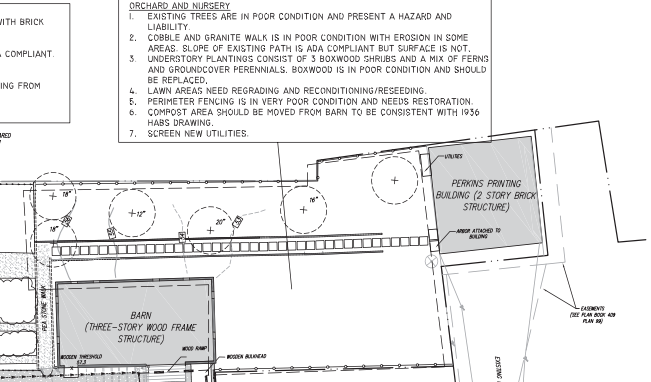 WITH BRICK
COMPLIANT.
ING FROM
ORCHARD AND NURSERY
1. EXISTING TREES ARE IN POOR CONDITION AND PRESENT A HAZARD AND
LIABILITY.
2. COBBLE AND GRANITE WALK IS IN POOR CONDITION WITH EROSION IN SOME
AREAS. SLOPE OF EXISTING PATH IS ADA COMPLIANT BUT SURFACE IS NOT.
3. UNDERSTORY PLANTINGS CONSIST OF 3 BOXWOOD SHRUBS AND A MIX OF FERNS
AND GROUNDCOVER PERENNIALS. BOXWOOD IS IN POOR CONDITION AND SHOULD
BE REPLACED.
4. LAWN AREAS NEED REGRADING AND RECONDITIONING/RESEEDING.
5. PERIMETER FENCING IS IN VERY POOR CONDITION AND NEEDS RESTORATION.
6. COMPOST AREA SHOULD BE MOVED FROM BARN TO BE CONSISTENT WITH 1936
HABS DRAWING.
7. SCREEN NEW UTILITIES.
UTILITIES
PERKINS PRINTING
BUILDING (2 STORY BRICK
STRUCTURE)
ARBOR ATTACHED TO
BUILDING
18"
12"
20"
16"
18"
PEA STONE WALK
BARN
(THREE-STORY WOOD FRAME
STRUCTURE)
WOODEN THRESHOLD
57.3
WOOD RAMP
WOODEN BULKHEAD
EASEMENTS
(SEE PLAN BOOK 409
PLAN 99)
EXISTING